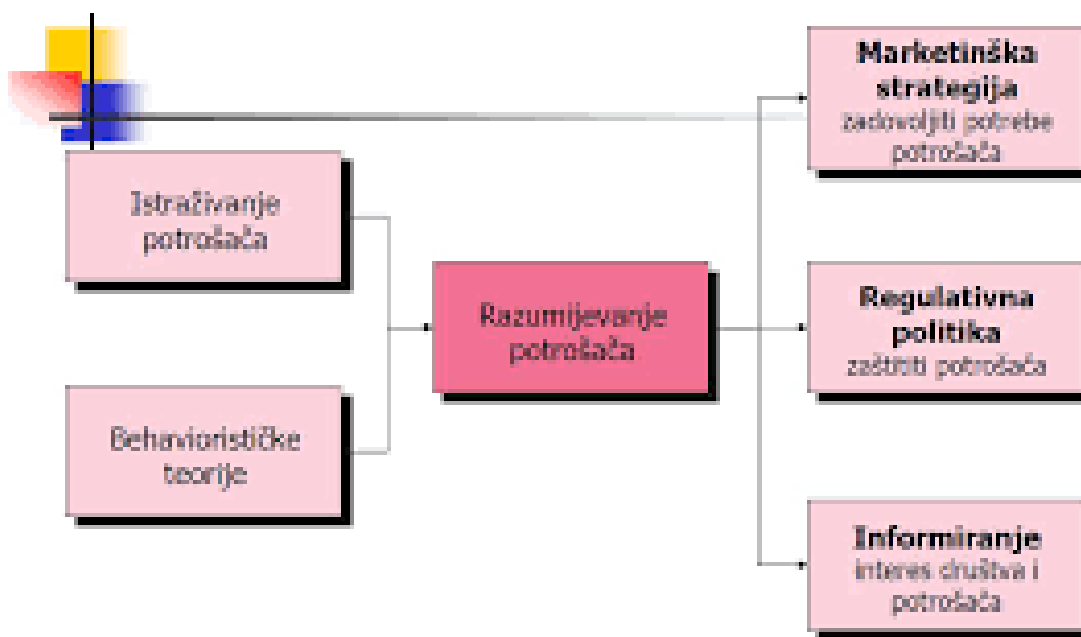 Marketinška
strategija
zadovoljiti potrebe
potrošača
Istraživanje
potrošača
Razumijevanje
potrošača
Regulativna
politika
zaštititi potrošača
Behaviorističke
teorije
Informiranje
interes društva i
potrošača